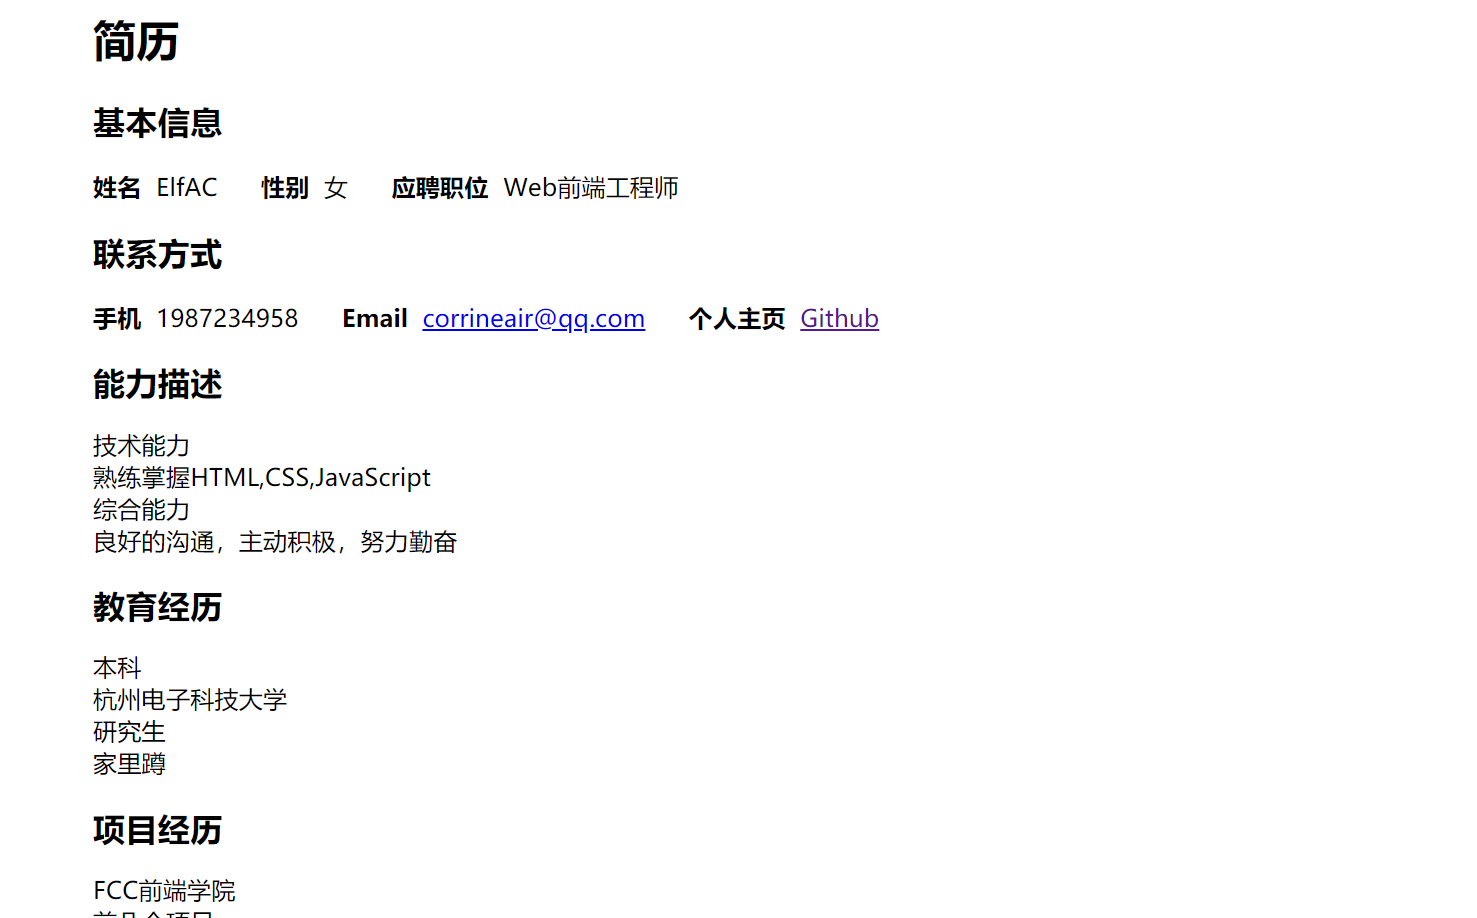 简历
基本信息
姓名 ElfAC 性别 女 应聘职位 Web前端工程师
联系方式
手机 1987234958 Email corrineair@qq.com 个人主页 Github
能力描述
技术能力
熟练掌握HTML,CSS,JavaScript
综合能力
良好的沟通，主动积极，努力勤奋
教育经历
本科
杭州电子科技大学
研究生
家里蹲
项目经历
FCC前端学院